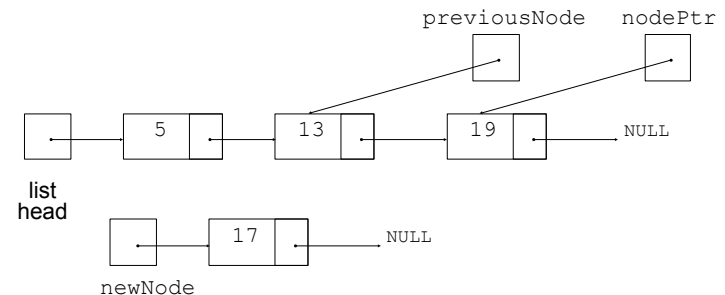 previousNode nodePtr
5 13 19 NULL
list
head
17 NULL
newNode